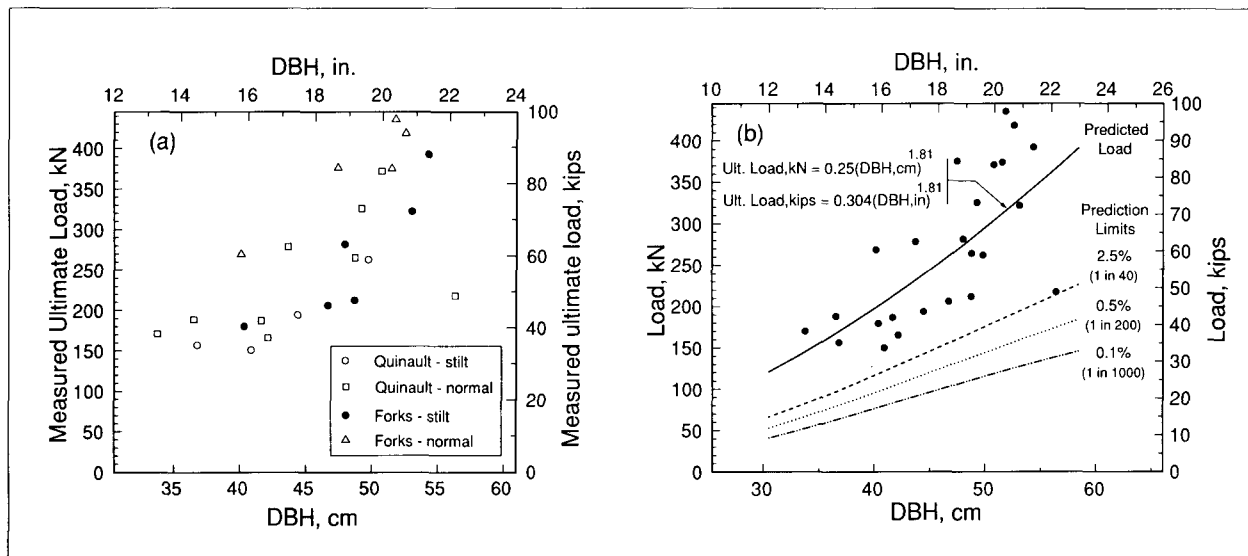 DBH, in.
12 14 16 18 20 22 24
(a)
Measured Ultimate Load, kN
400
350
300
250
200
150
100
50
0
100
80
60
40
20
0
Measured ultimate load, kips
Quinault - stilt
Quinault - normal
Forks - stilt
Forks - normal
35 40 45 50 55 60
DBH, cm
DBH, in.
10 12 14 16 18 20 22 23
(b)
Load, kN
400
350
300
250
200
150
100
50
0
100
90
80
70
60
50
40
30
20
10
0
Load, kips
Ult. Load,kN = 0.25(DBH,cm)^1.81
Ult. Load,kips = 0.304(DBH,in)^1.81
Predicted
Load
Prediction
Limits
2.5%
(1 in 40)
0.5%
(1 in 200)
0.1%
(1 in 1000)
30 40 50 60
DBH, cm